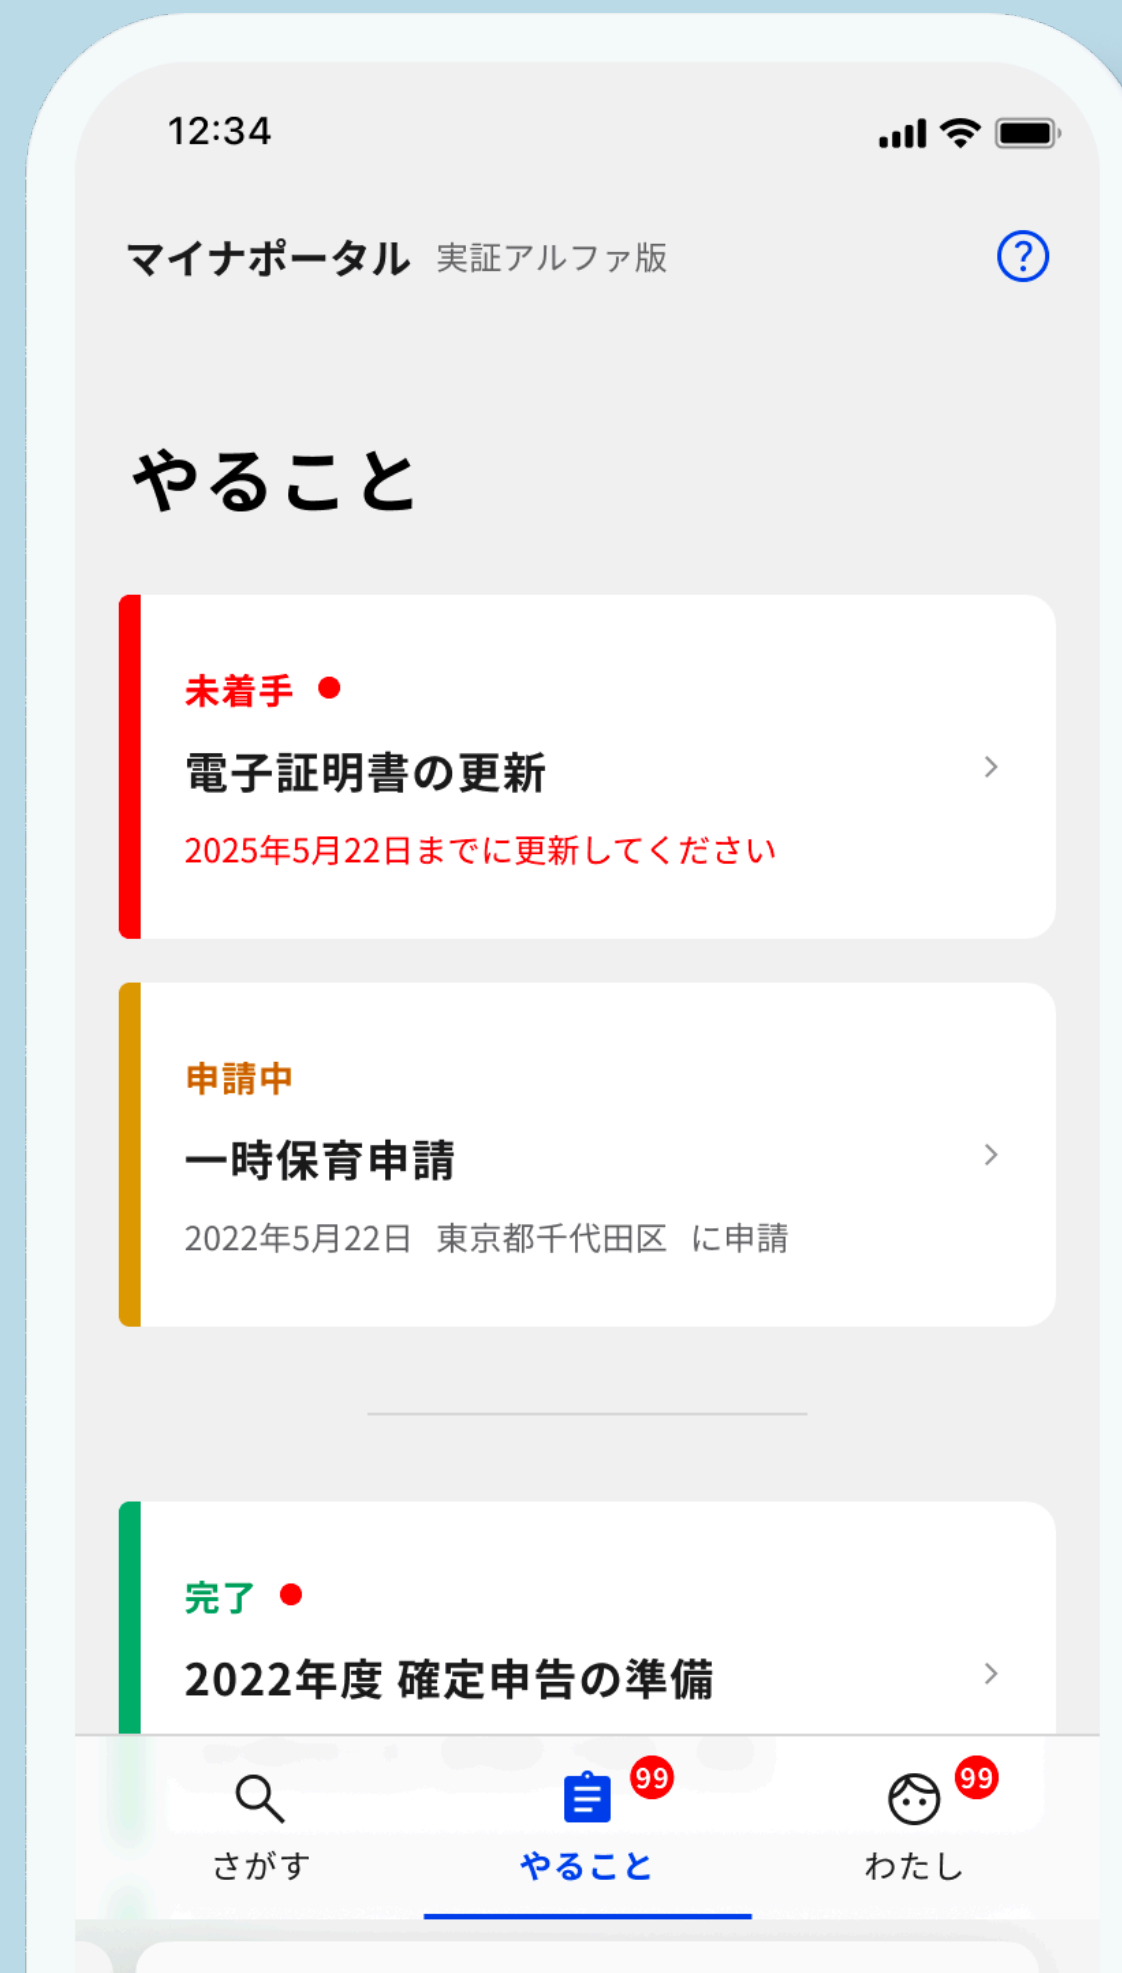 12:34
マイナポータル 実証アルファ版
?
やること
未着手
電子証明書の更新
2025年5月22日までに更新してください
申請中
一時保育申請
2022年5月22日 東京都千代田区 に申請
完了
2022年度 確定申告の準備
99 99
さがす やること わたし